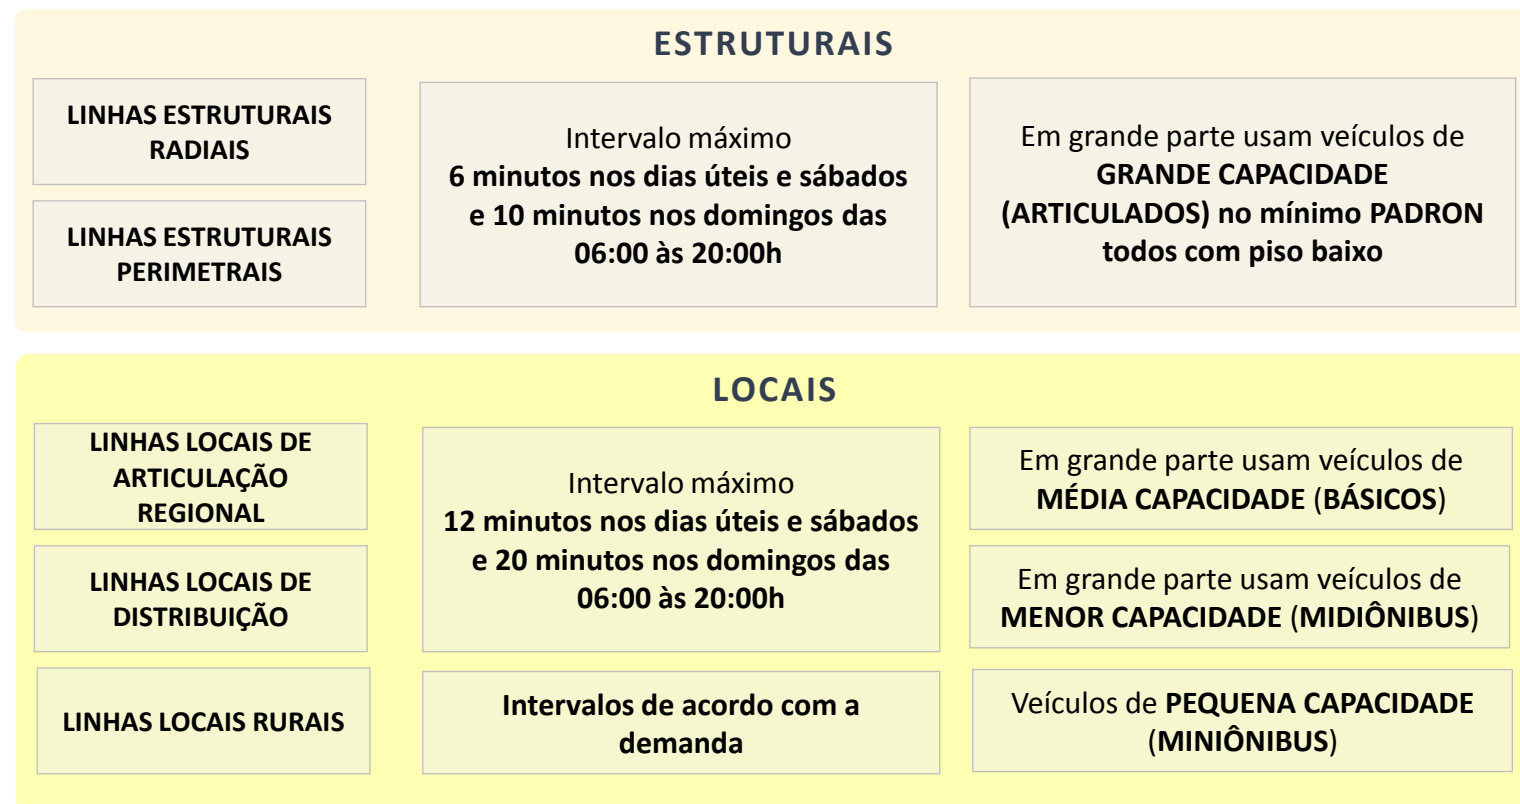 ESTRUTURAIS
LINHAS ESTRUTURAIS
RADIAIS
LINHAS ESTRUTURAIS
PERIMETRAIS
Intervalo máximo
6 minutos nos dias úteis e sábados
e 10 minutos nos domingos das
06:00 às 20:00h
Em grande parte usam veículos de
GRANDE CAPACIDADE
(ARTICULADOS) no mínimo PADRON
todos com piso baixo
LOCAIS
LINHAS LOCAIS DE
ARTICULAÇÃO
REGIONAL
LINHAS LOCAIS DE
DISTRIBUIÇÃO
Intervalo máximo
12 minutos nos dias úteis e sábados
e 20 minutos nos domingos das
06:00 às 20:00h
Em grande parte usam veículos de
MÉDIA CAPACIDADE (BÁSICOS)
Em grande parte usam veículos de
MENOR CAPACIDADE (MIDIÔNIBUS)
LINHAS LOCAIS RURAIS
Intervalos de acordo com a
demanda
Veículos de PEQUENA CAPACIDADE
(MINIÔNIBUS)